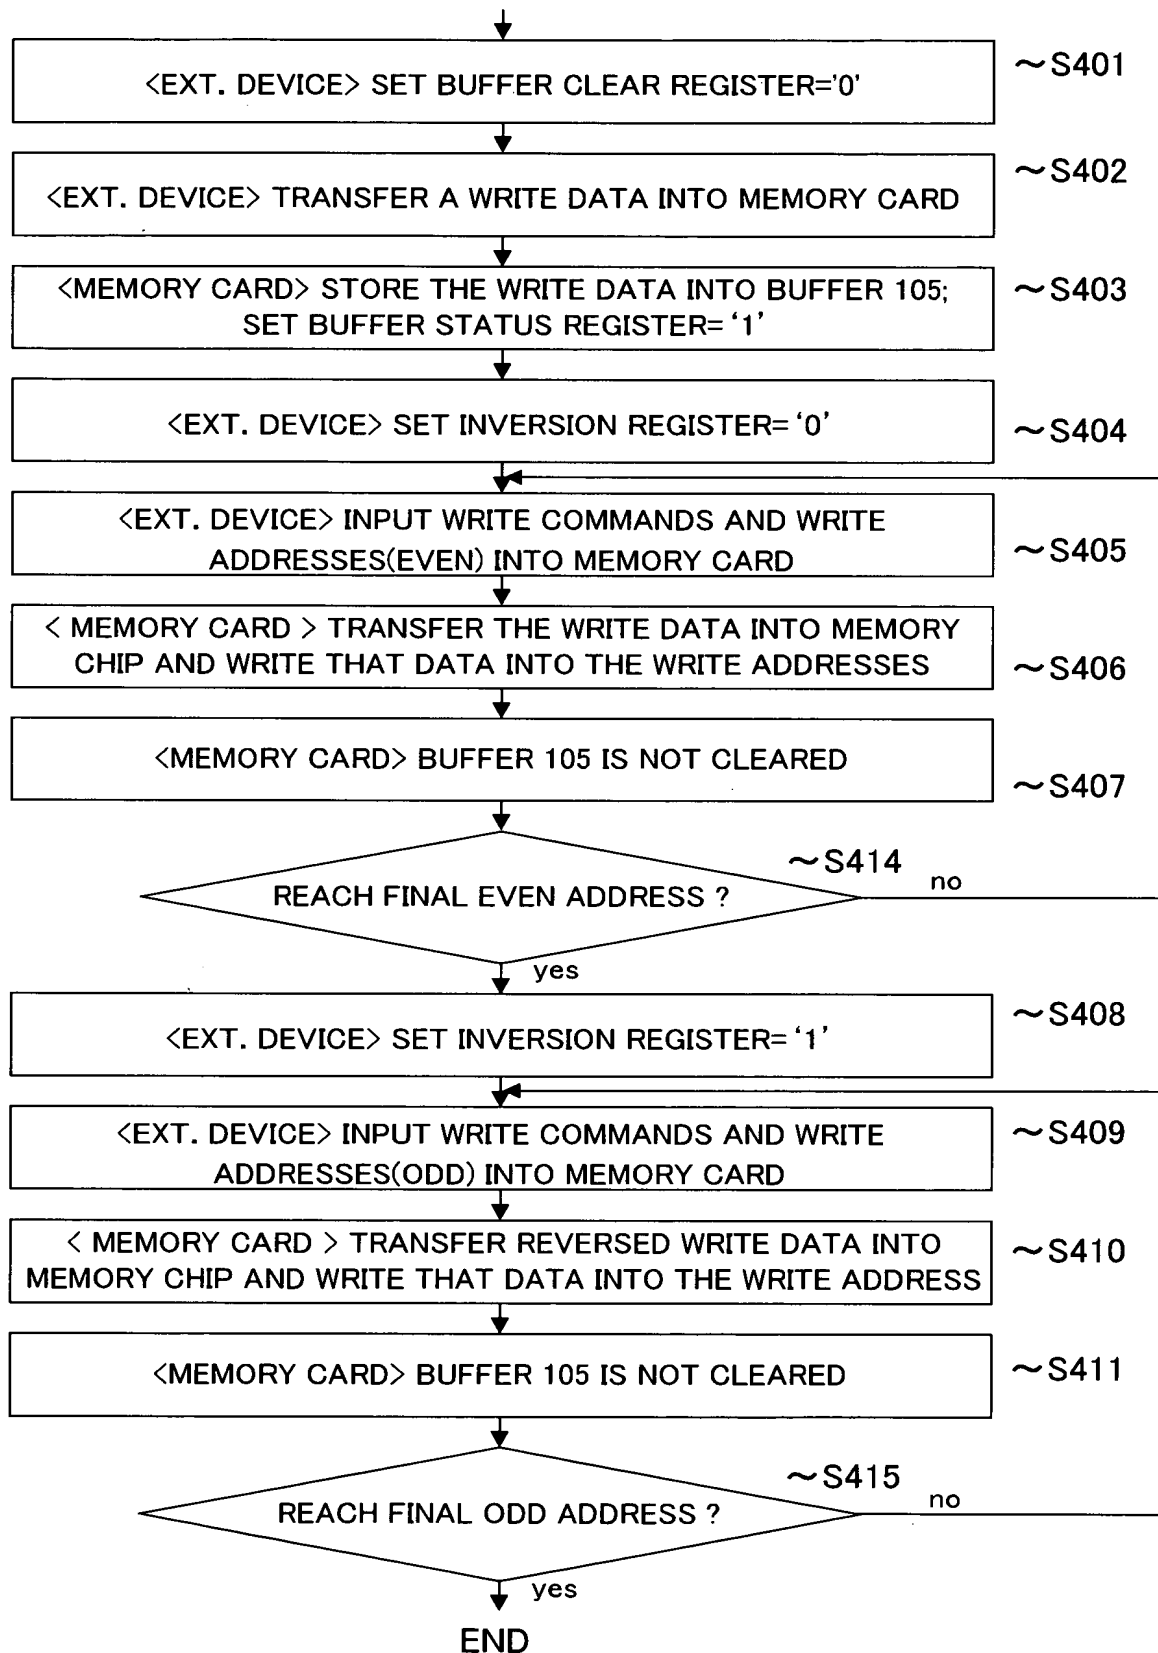 <EXT. DEVICE> SET BUFFER CLEAR REGISTER='0'
~S401
<EXT. DEVICE> TRANSFER A WRITE DATA INTO MEMORY CARD
~S402
<MEMORY CARD> STORE THE WRITE DATA INTO BUFFER 105;
SET BUFFER STATUS REGISTER= ‘1’
~S403
<EXT. DEVICE> SET INVERSION REGISTER= ‘0’
~S404
<EXT. DEVICE> INPUT WRITE COMMANDS AND WRITE
ADDRESSES(EVEN) INTO MEMORY CARD
~S405
< MEMORY CARD > TRANSFER THE WRITE DATA INTO MEMORY
CHIP AND WRITE THAT DATA INTO THE WRITE ADDRESSES
~S406
<MEMORY CARD> BUFFER 105 IS NOT CLEARED
~S407
REACH FINAL EVEN ADDRESS ?
~S414
no
yes
<EXT. DEVICE> SET INVERSION REGISTER= ‘1’
~S408
<EXT. DEVICE> INPUT WRITE COMMANDS AND WRITE
ADDRESSES(ODD) INTO MEMORY CARD
~S409
< MEMORY CARD > TRANSFER REVERSED WRITE DATA INTO
MEMORY CHIP AND WRITE THAT DATA INTO THE WRITE ADDRESS
~S410
<MEMORY CARD> BUFFER 105 IS NOT CLEARED
~S411
REACH FINAL ODD ADDRESS ?
~S415
no
yes
END